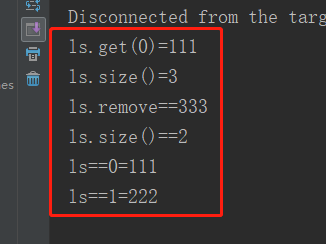 Disconnected from the targ
ls.get(0)=111
ls.size()=3
ls.remove==333
ls.size()==2
ls==0=111
ls==1=222
nes